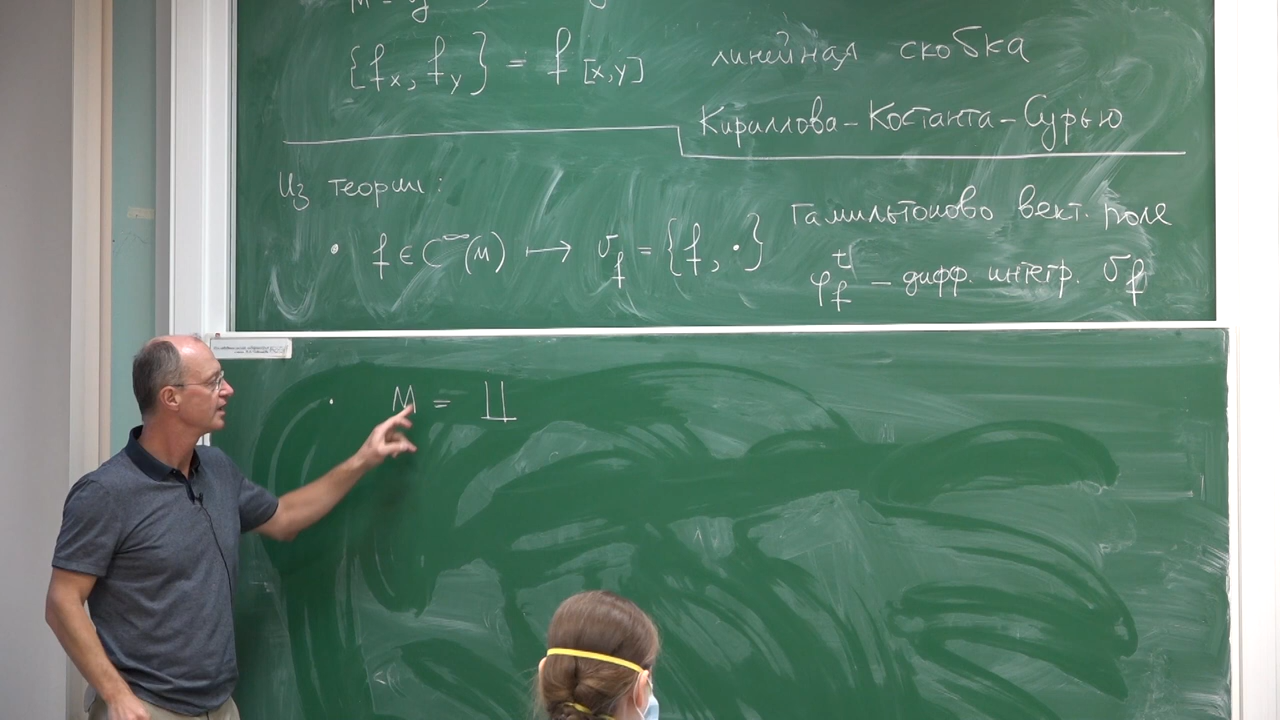 {f_x, f_y} = f_[x,y] линейная скобка
Кириллова-Костанта-Сурью
Из теории:
• f ∈ C^∞(M) ⟼ v_f = {f, ·} гамильтоново вект. поле
φ_f^t – дифф. интегр. v_f
• M = ⨆